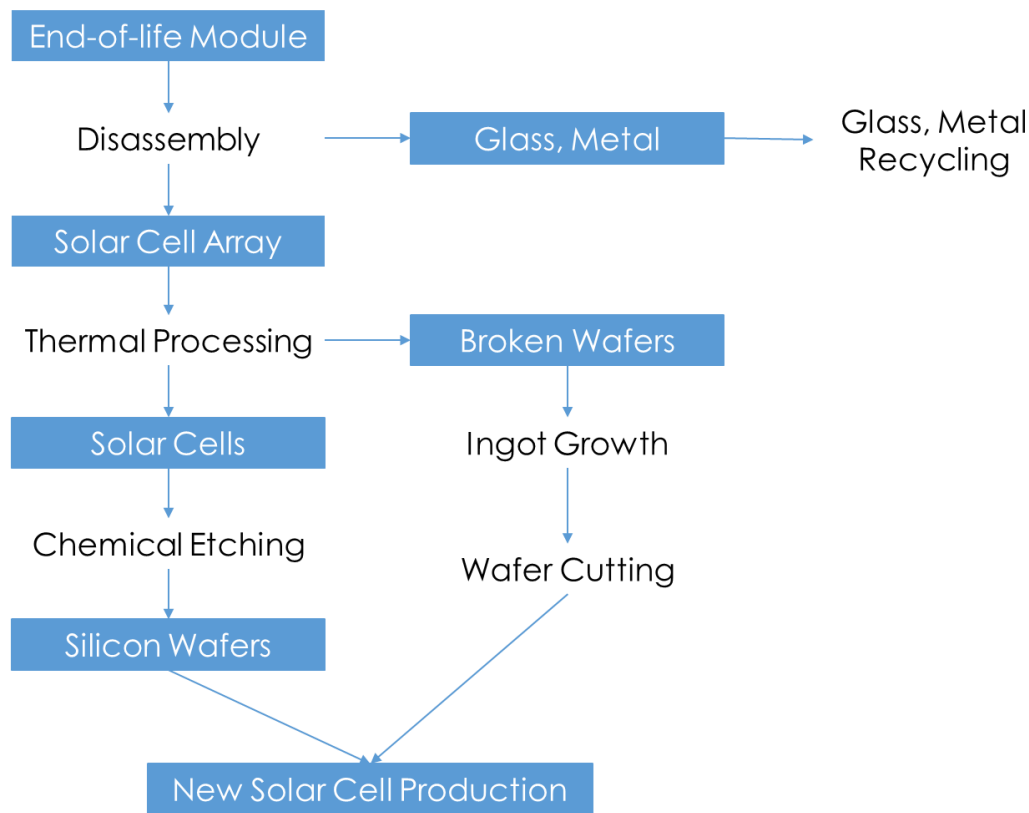 End-of-life Module
Disassembly
Glass, Metal
Glass, Metal
Recycling
Solar Cell Array
Thermal Processing
Broken Wafers
Solar Cells
Ingot Growth
Chemical Etching
Wafer Cutting
Silicon Wafers
New Solar Cell Production